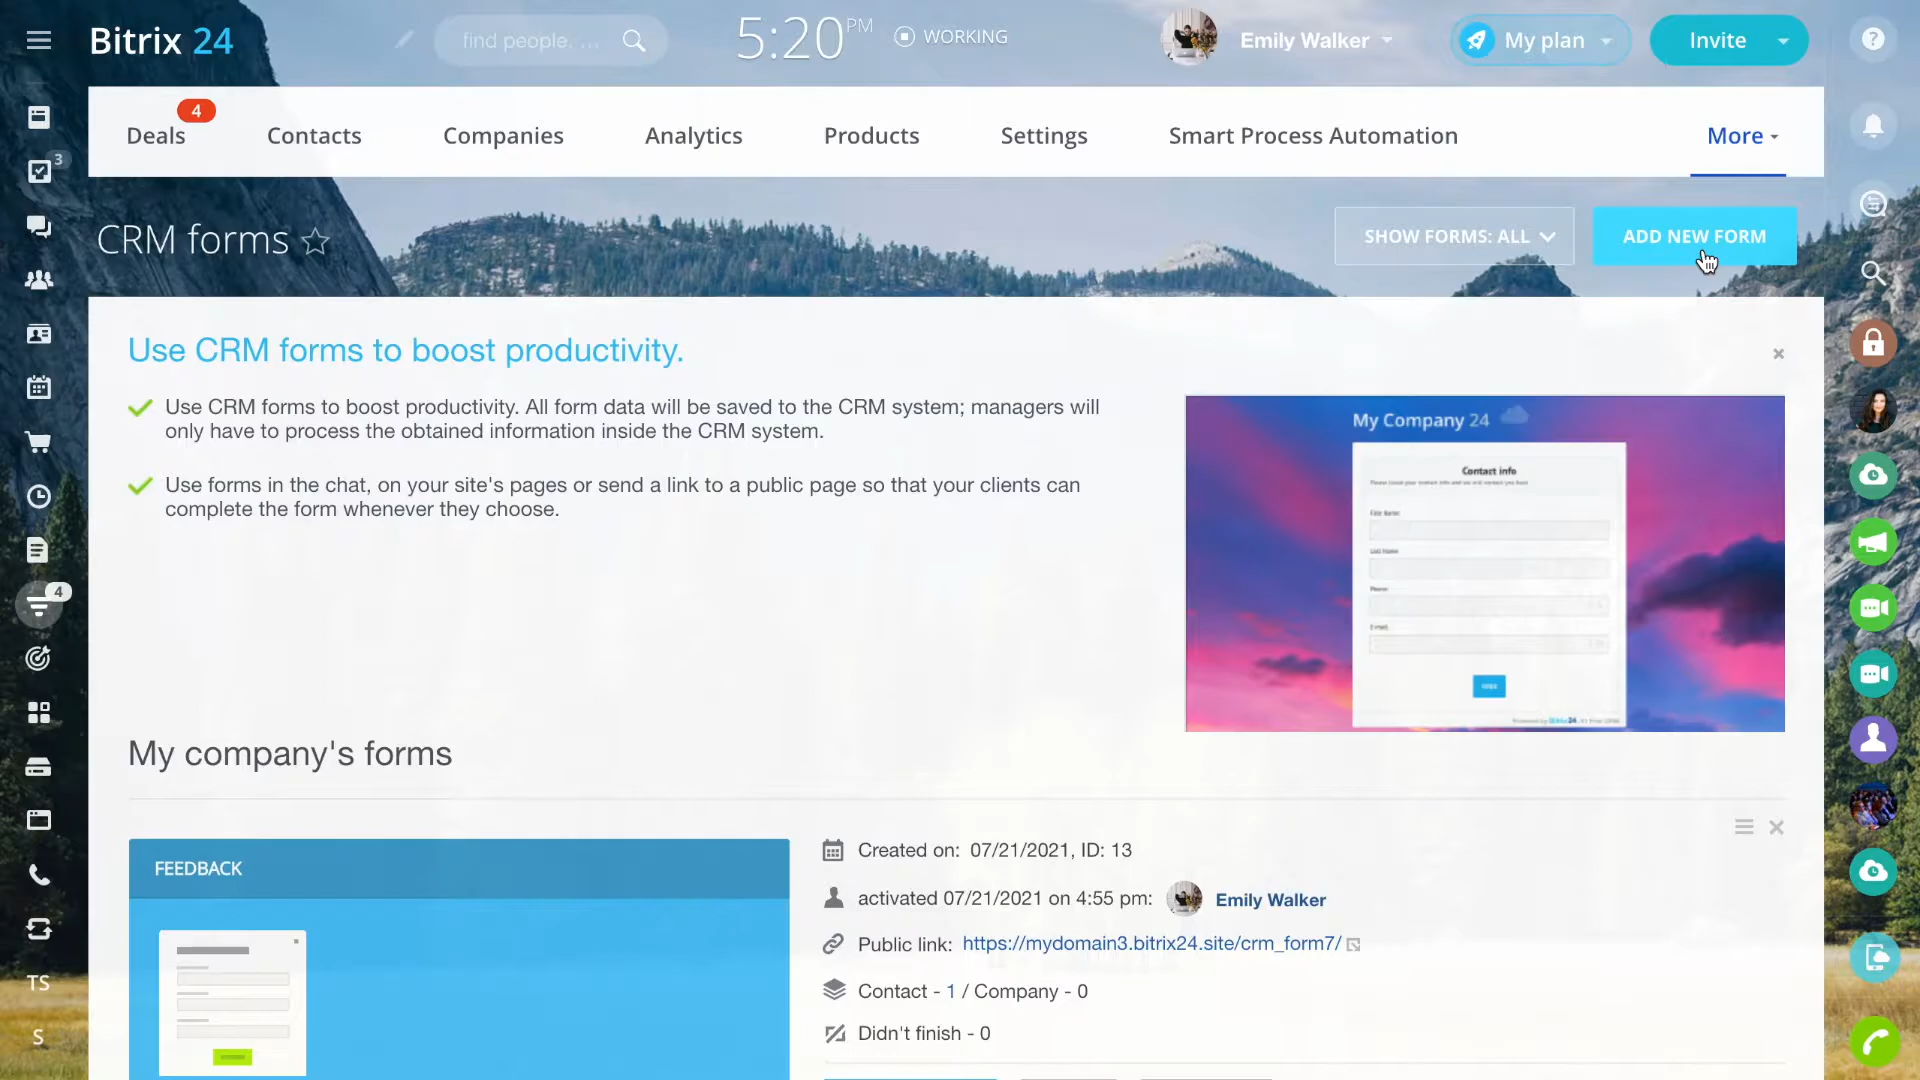 Bitrix 24
find people. ...
5:20 PM
WORKING
Emily Walker
My plan
Invite
Deals
4
Contacts
Companies
Analytics
Products
Settings
Smart Process Automation
More
3
CRM forms
SHOW FORMS: ALL
ADD NEW FORM
Use CRM forms to boost productivity.
Use CRM forms to boost productivity. All form data will be saved to the CRM system; managers will
only have to process the obtained information inside the CRM system.
Use forms in the chat, on your site's pages or send a link to a public page so that your clients can
complete the form whenever they choose.
My Company 24
Contact info
First Name:
Last Name
Phone:
E-mail:
4
My company's forms
FEEDBACK
Created on: 07/21/2021, ID: 13
activated 07/21/2021 on 4:55 pm:
Emily Walker
Public link: https://mydomain3.bitrix24.site/crm_form7/
Contact - 1 / Company - 0
Didn't finish - 0
TS
S